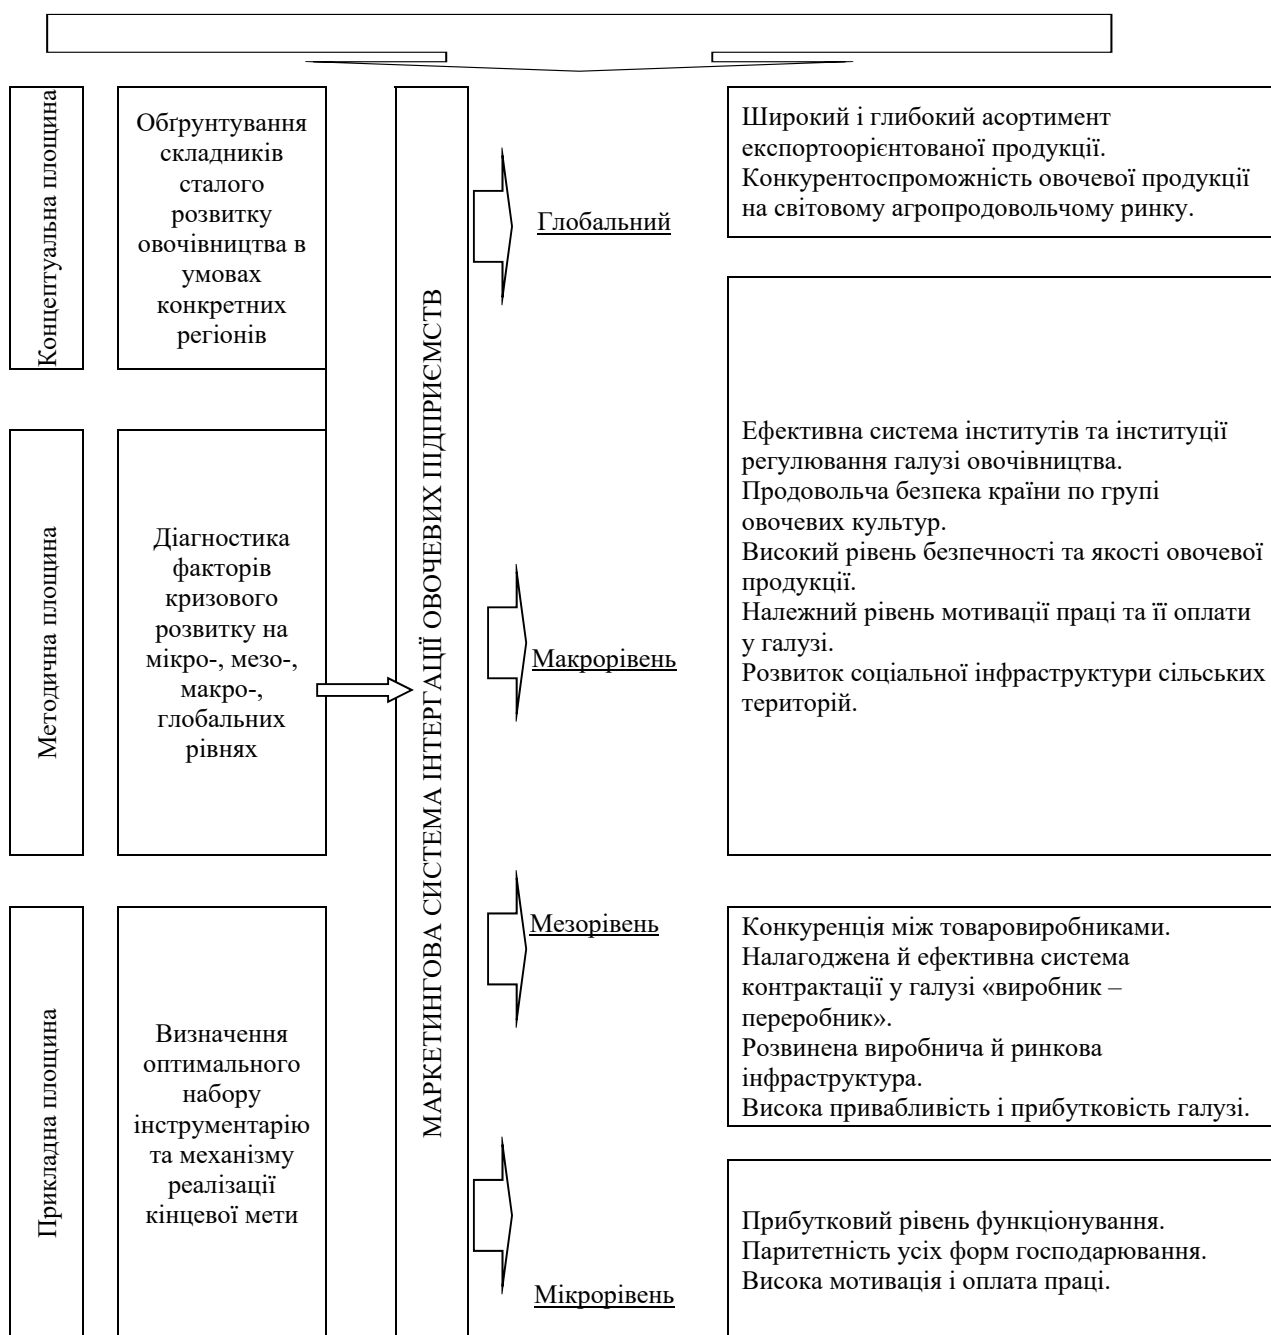 Концептуальна площина
Обґрунтування
складників
сталого
розвитку
овочівництва в
умовах
конкретних
регіонів
Методична площина
Діагностика
факторів
кризового
розвитку на
мікро-, мезо-,
макро-,
глобальних
рівнях
Прикладна площина
Визначення
оптимального
набору
інструментарію
та механізму
реалізації
кінцевої мети
МАРКЕТИНГОВА СИСТЕМА ІНТЕРГАЦІЇ ОВОЧЕВИХ ПІДПРИЄМСТВ
Глобальний
Широкий і глибокий асортимент
експортоорієнтованої продукції.
Конкурентоспроможність овочевої продукції
на світовому агропродовольчому ринку.
Макрорівень
Ефективна система інститутів та інституції
регулювання галузі овочівництва.
Продовольча безпека країни по групі
овочевих культур.
Високий рівень безпечності та якості овочевої
продукції.
Належний рівень мотивації праці та її оплати
у галузі.
Розвиток соціальної інфраструктури сільських
територій.
Мезорівень
Конкуренція між товаровиробниками.
Налагоджена й ефективна система
контрактації у галузі «виробник –
переробник».
Розвинена виробнича й ринкова
інфраструктура.
Висока привабливість і прибутковість галузі.
Мікрорівень
Прибутковий рівень функціонування.
Паритетність усіх форм господарювання.
Висока мотивація і оплата праці.